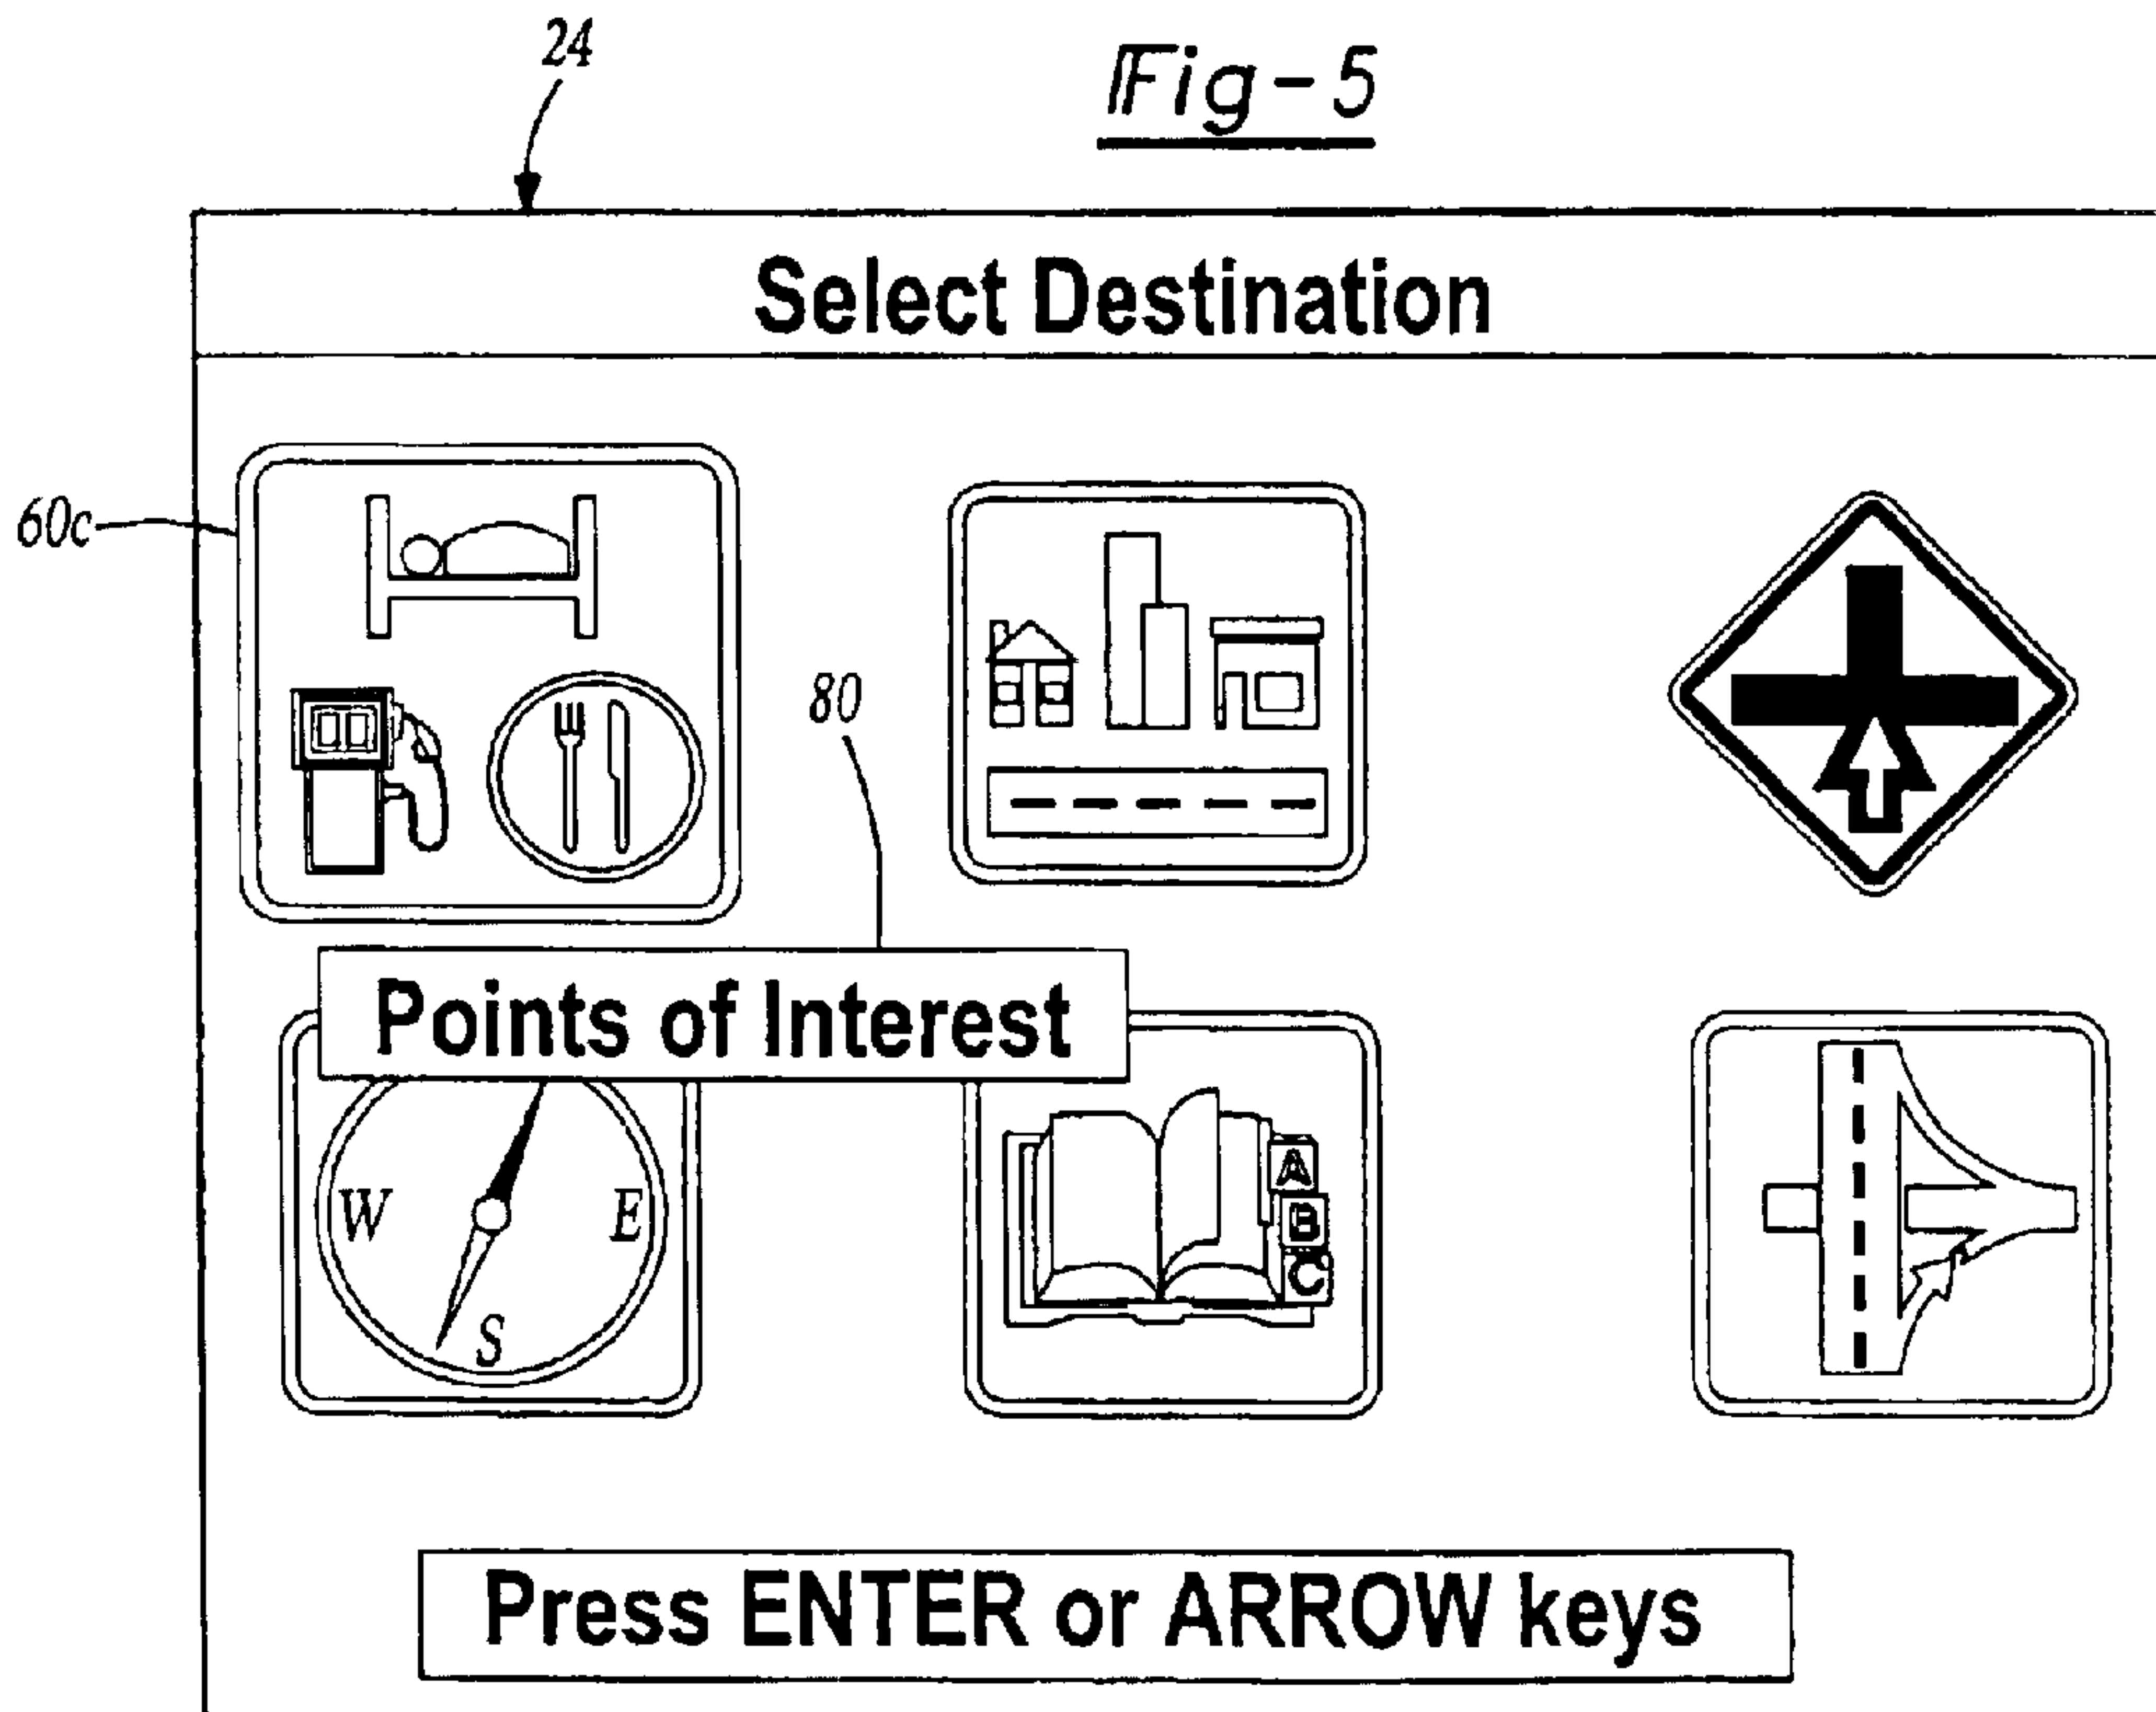 24
Fig-5
Select Destination
60c
80
Points of Interest
W
E
S
A
B
C
Press ENTER or ARROW keys